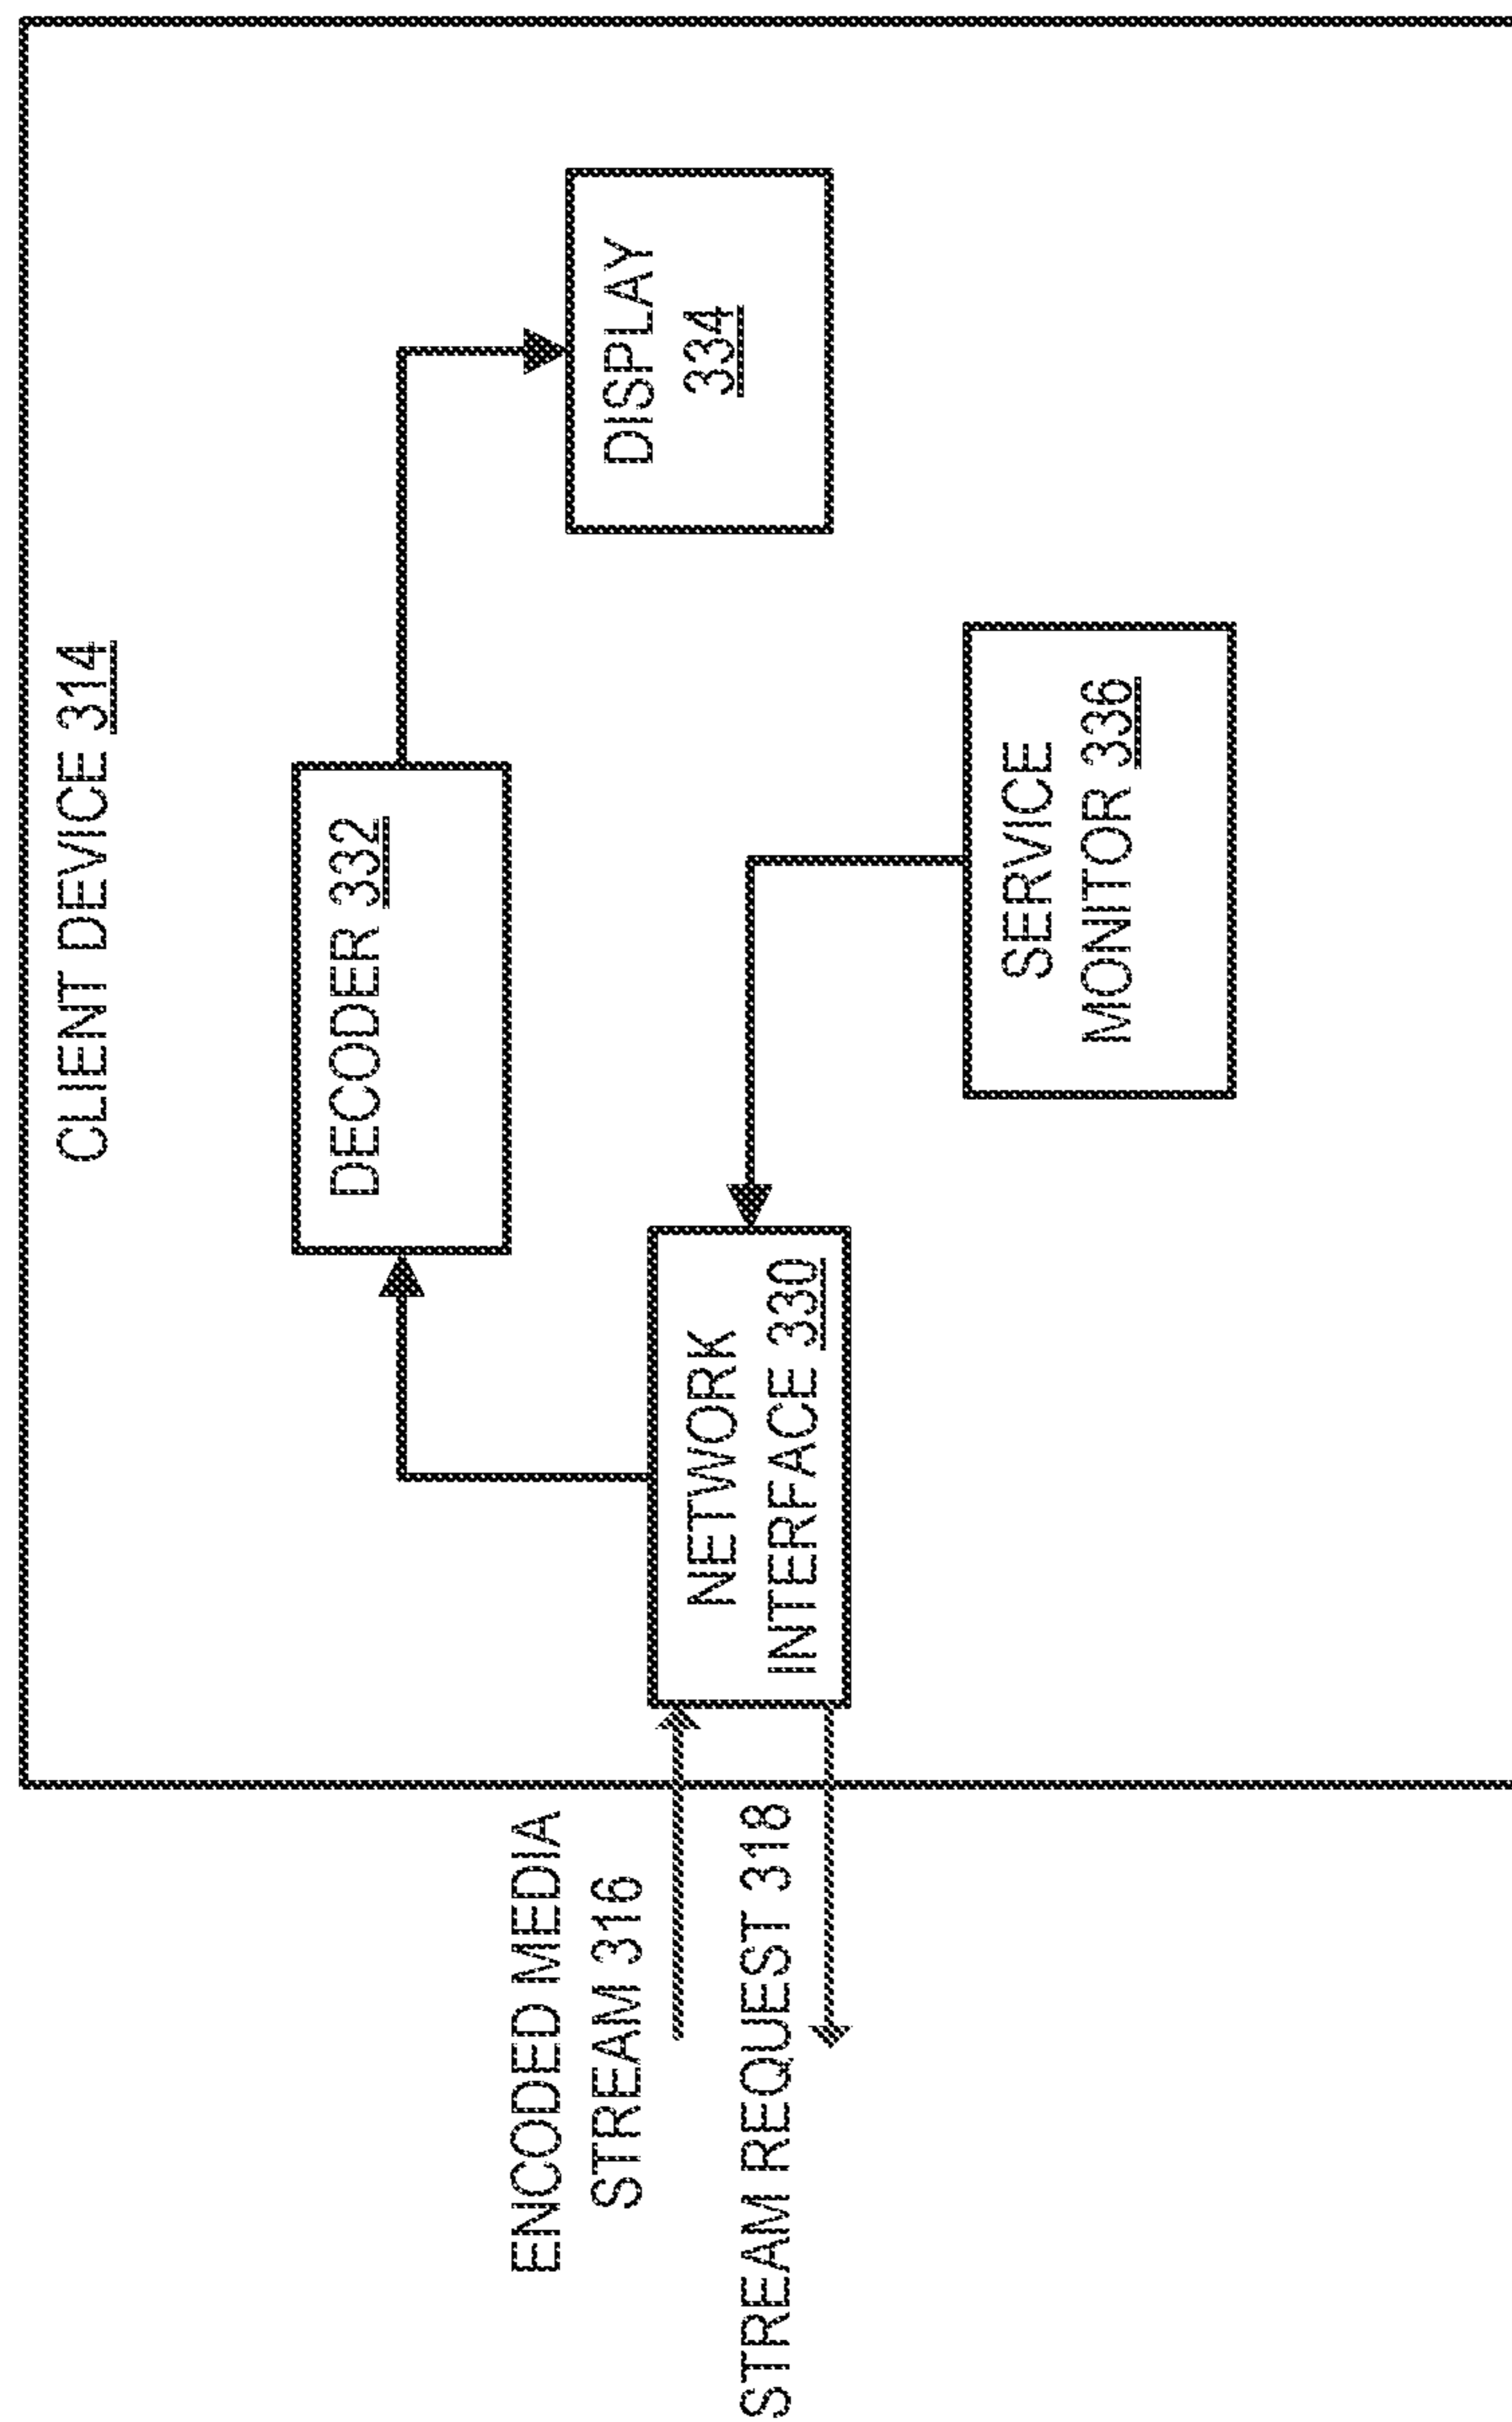 CLIENT DEVICE 314
DECODER 332
DISPLAY
334
ENCODED MEDIA
STREAM 316
NETWORK
INTERFACE 330
STREAM REQUEST 318
SERVICE
MONITOR 336